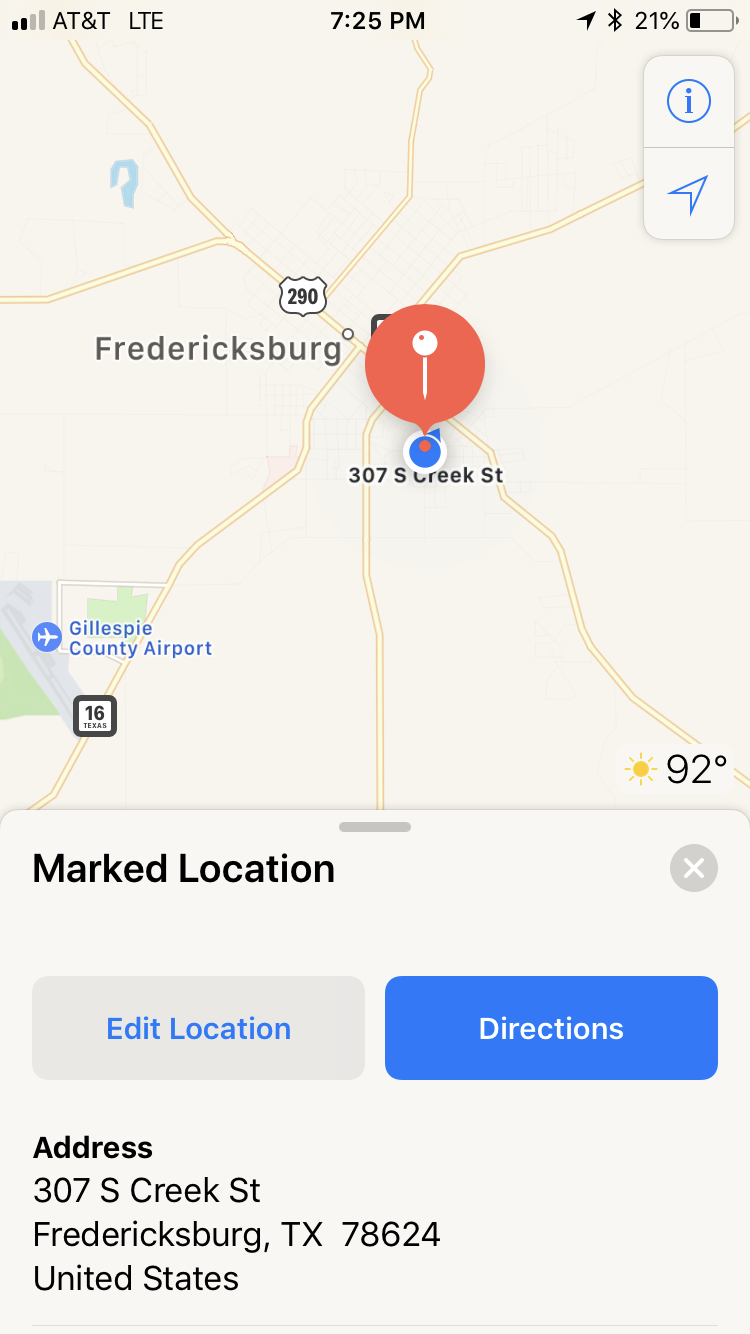 AT&T LTE 7:25 PM 21%
290
Fredericksburg
307 S Creek St
Gillespie
County Airport
16
TEXAS
92°
Marked Location
Edit Location
Directions
Address
307 S Creek St
Fredericksburg, TX 78624
United States